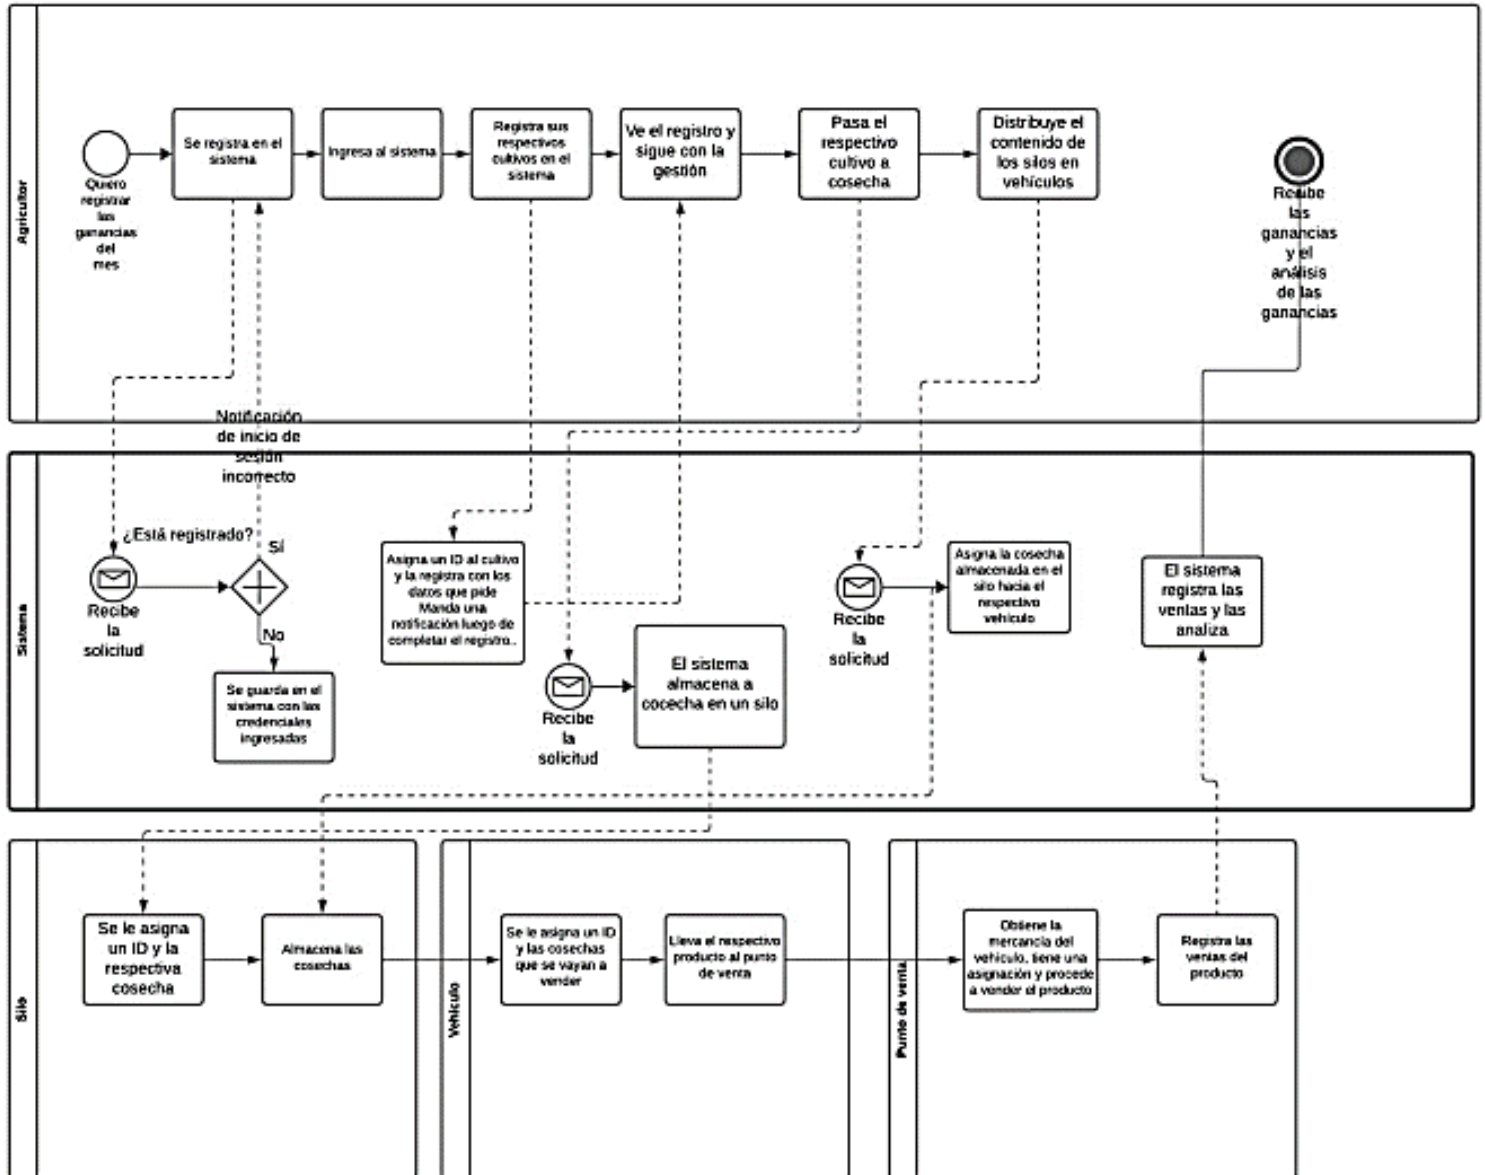 Agricultor
Quiero
registrar
las
ganancias
del
mes
Se registra en el
sistema
Ingresa al sistema
Registra sus
respectivos
cultivos en el
sistema
Ve el registro y
sigue con la
gestión
Pasa el
respectivo
cultivo a
cosecha
Distribuye el
contenido de
los silos en
vehículos
Recibe
las
ganancias
y el
análisis
de las
ganancias
Notificación
de inicio de
sesión
incorrecto
Sistema
¿Está registrado?
Sí
No
Recibe
la
solicitud
Se guarda en el
sistema con las
credenciales
ingresadas
Asigna un ID al cultivo
y la registra con los
datos que pide
Manda una
notificación luego de
completar el registro..
Recibe
la
solicitud
El sistema
almacena a
cocecha en un silo
Recibe
la
solicitud
Asigna la cosecha
almacenada en el
silo hacia el
respectivo
vehículo
El sistema
registra las
ventas y las
analiza
Silo
Se le asigna
un ID y la
respectiva
cosecha
Almacena las
cosechas
Vehículo
Se le asigna un ID
y las cosechas
que se vayan a
vender
Lleva el respectivo
producto al punto
de venta
Punto de venta
Obtiene la
mercancía del
vehículo, tiene una
asignación y procede
a vender el producto
Registra las
ventas del
producto